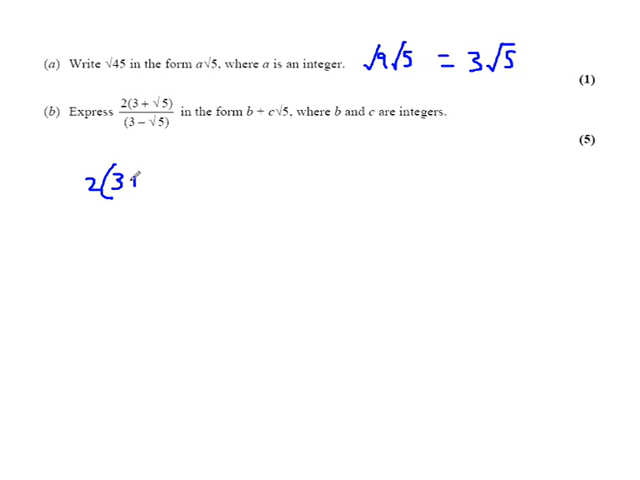 (a) Write √45 in the form a√5, where a is an integer. √9√5 = 3√5
(1)
(b) Express 2(3 + √5) / (3 – √5) in the form b + c√5, where b and c are integers.
(5)
2(3 +